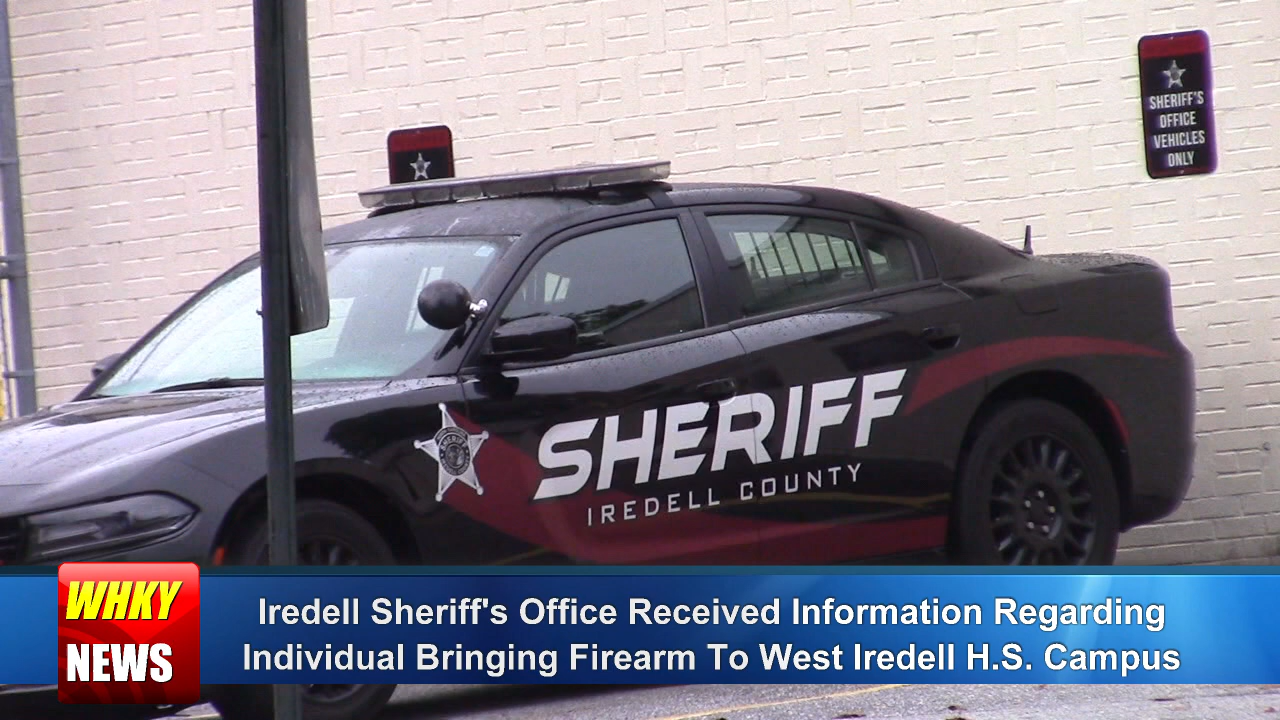 SHERIFF'S
OFFICE
VEHICLES
ONLY
SHERIFF
IREDELL COUNTY
WHKY
NEWS
Iredell Sheriff's Office Received Information Regarding
Individual Bringing Firearm To West Iredell H.S. Campus